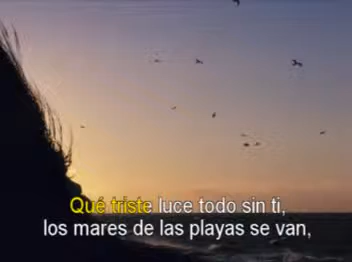 Qué triste luce todo sin ti,
los mares de las playas se van,